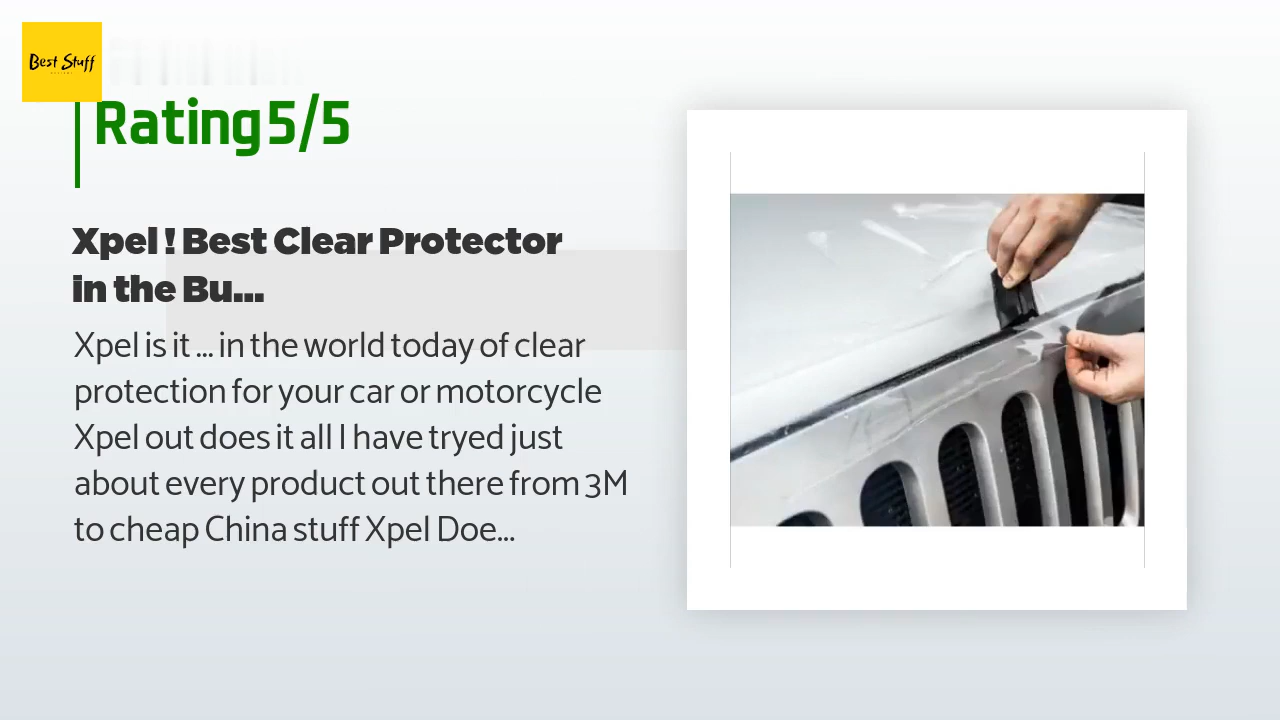 Best Stuff
Rating 5/5
Xpel ! Best Clear Protector
in the Bu...
Xpel is it ... in the world today of clear
protection for your car or motorcycle
Xpel out does it all I have tryed just
about every product out there from 3M
to cheap China stuff Xpel Doe...